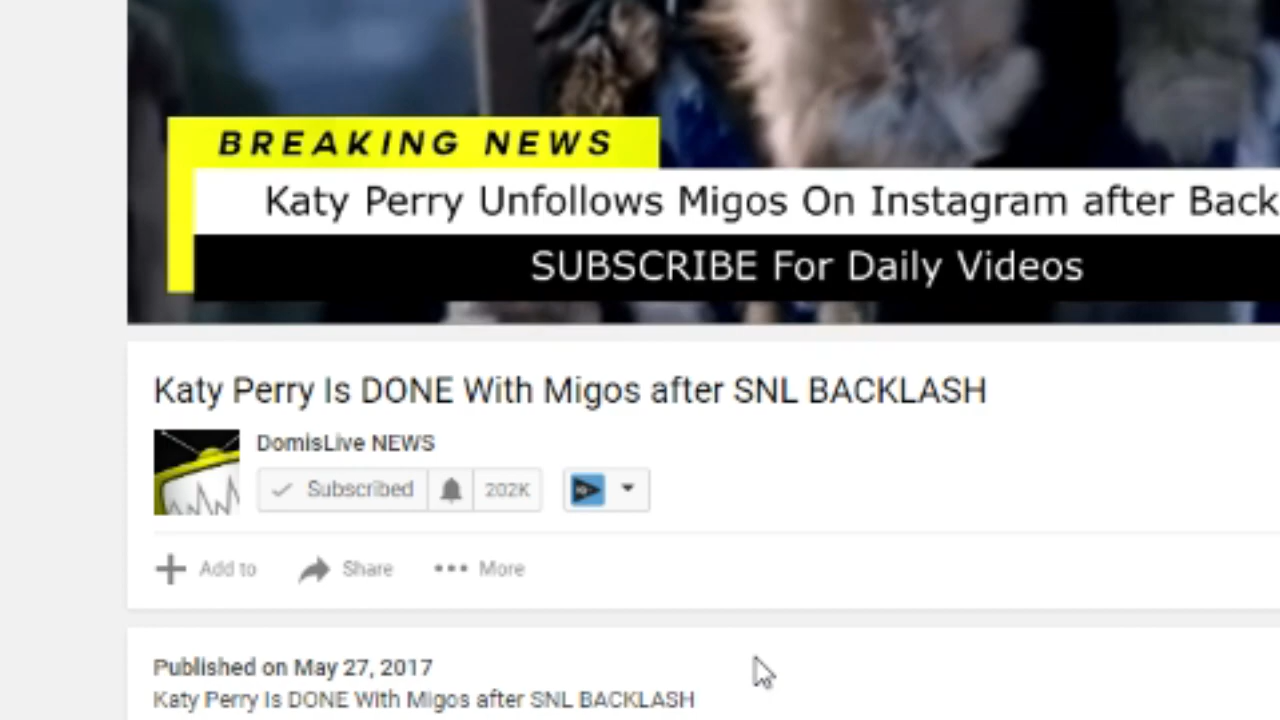 BREAKING NEWS
Katy Perry Unfollows Migos On Instagram after Back
SUBSCRIBE For Daily Videos
Katy Perry Is DONE With Migos after SNL BACKLASH
DomisLive NEWS
Subscribed 202K
Add to Share More
Published on May 27, 2017
Katy Perry Is DONE With Migos after SNL BACKLASH